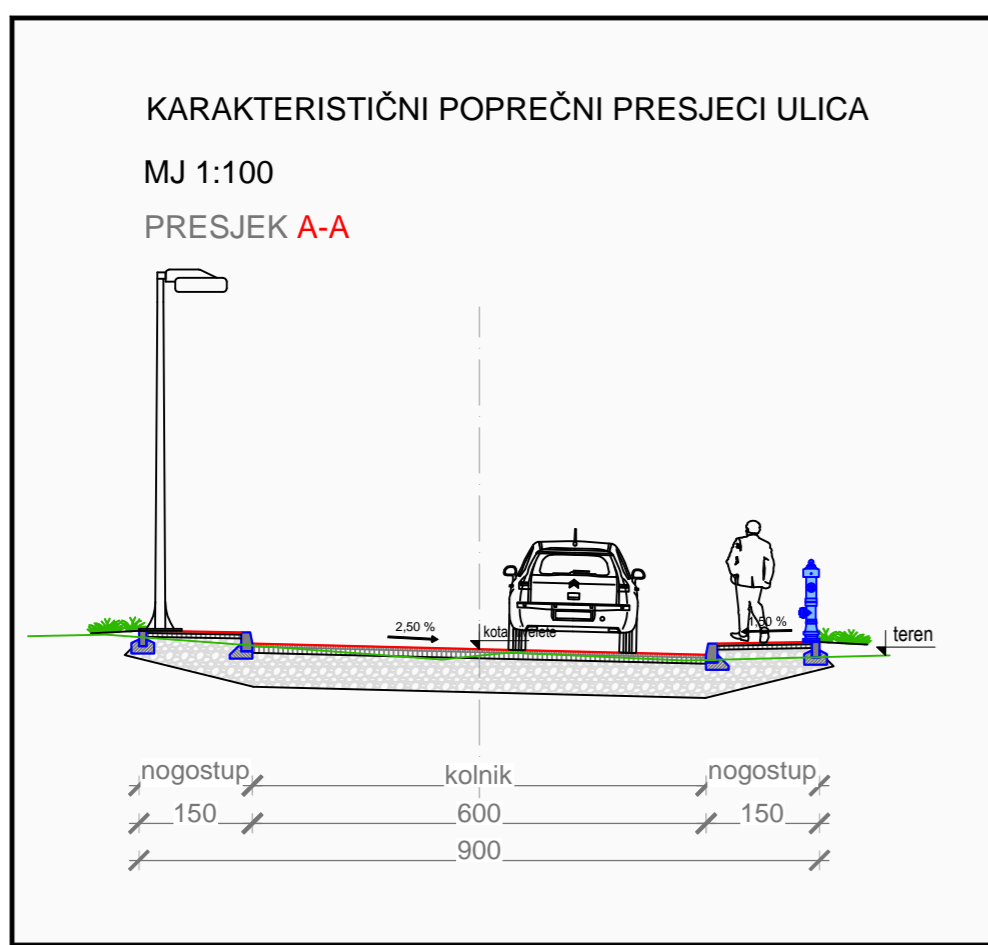 KARAKTERISTIČNI POPREČNI PRESJECI ULICA
MJ 1:100
PRESJEK A-A
2,50 %
kota
1,50 %
teren
nogostup kolnik nogostup
150 600 150
900